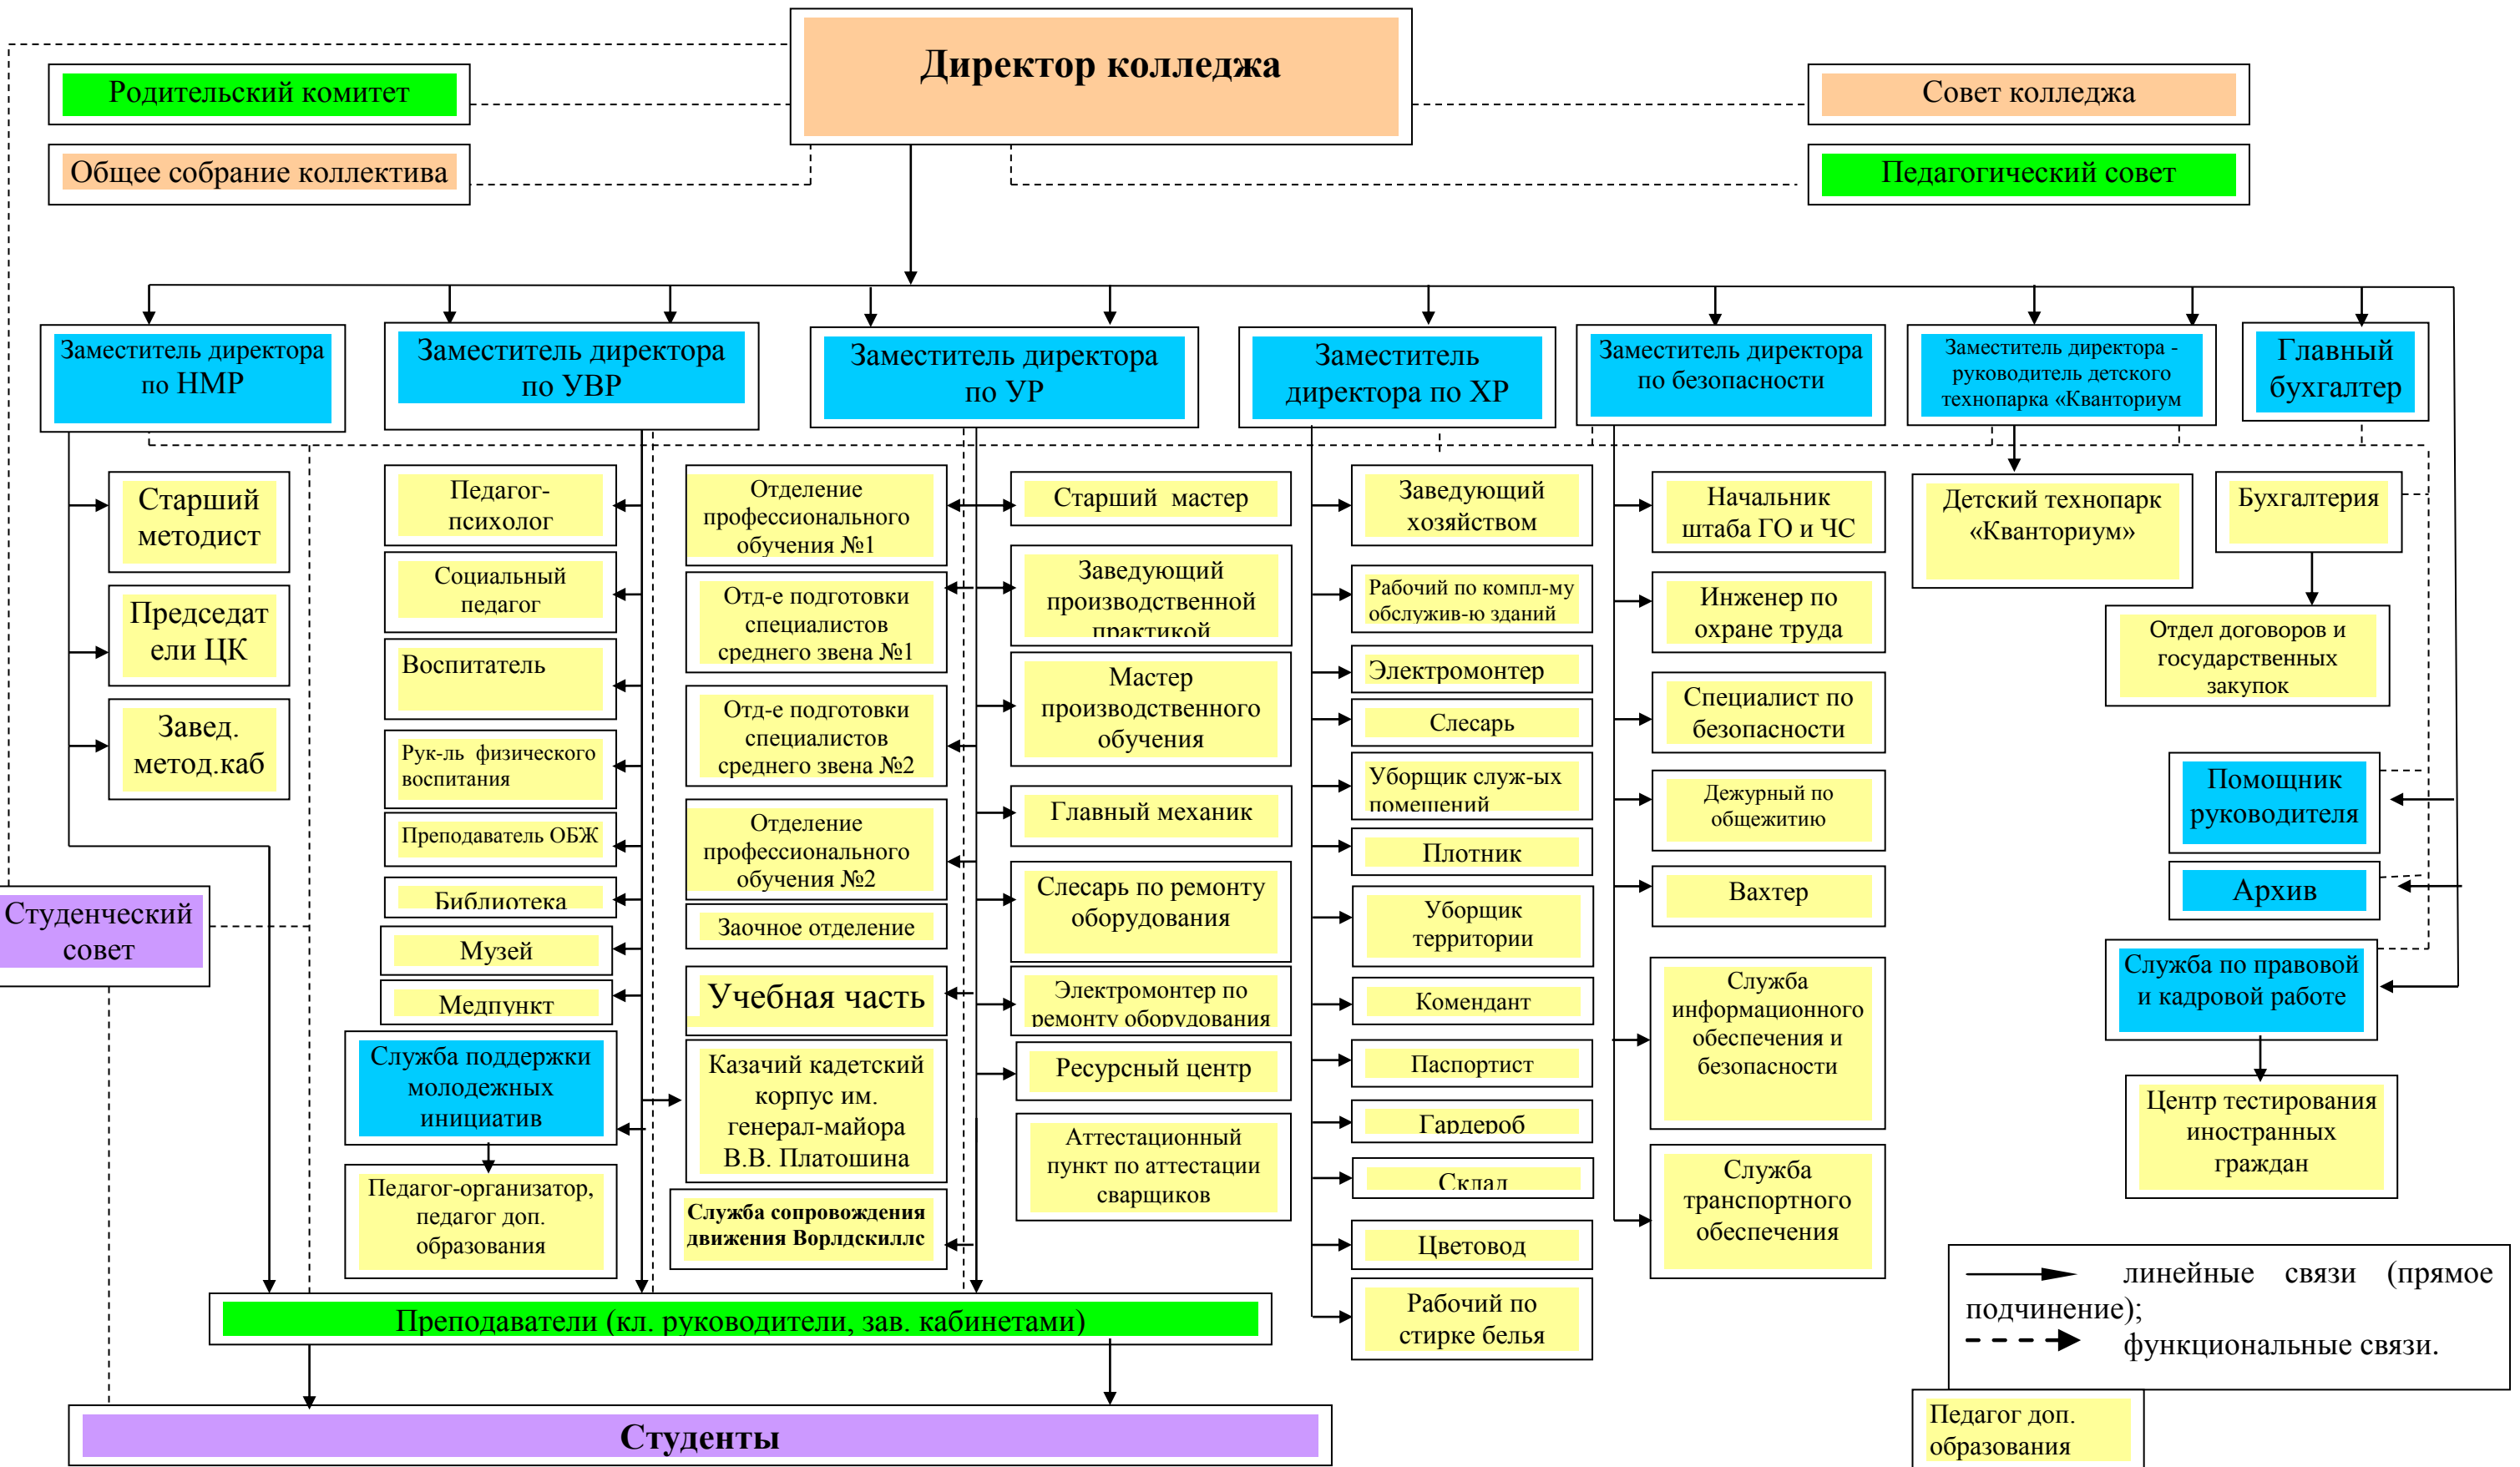 Директор колледжа
Родительский комитет
Совет колледжа
Общее собрание коллектива
Педагогический совет
Заместитель директора
по НМР
Заместитель директора
по УВР
Заместитель директора
по УР
Заместитель
директора по ХР
Заместитель директора
по безопасности
Заместитель директора -
руководитель детского
технопарка «Кванториум
Главный
бухгалтер
Старший
методист
Председат
ели ЦК
Завед.
метод.каб
Студенческий
совет
Педагог-
психолог
Социальный
педагог
Воспитатель
Рук-ль физического
воспитания
Преподаватель ОБЖ
Библиотека
Музей
Медпункт
Служба поддержки
молодежных
инициатив
Педагог-организатор,
педагог доп.
образования
Отделение
профессионального
обучения №1
Отд-е подготовки
специалистов
среднего звена №1
Отд-е подготовки
специалистов
среднего звена №2
Отделение
профессионального
обучения №2
Заочное отделение
Учебная часть
Казачий кадетский
корпус им.
генерал-майора
В.В. Платошина
Служба сопровождения
движения Ворлдскиллс
Старший мастер
Заведующий
производственной
практикой
Мастер
производственного
обучения
Главный механик
Слесарь по ремонту
оборудования
Электромонтер по
ремонту оборудования
Ресурсный центр
Аттестационный
пункт по аттестации
сварщиков
Заведующий
хозяйством
Рабочий по компл-му
обслужив-ю зданий
Электромонтер
Слесарь
Уборщик служ-ых
помещений
Плотник
Уборщик
территории
Комендант
Паспортист
Гардероб
Склад
Цветовод
Рабочий по
стирке белья
Начальник
штаба ГО и ЧС
Инженер по
охране труда
Специалист по
безопасности
Дежурный по
общежитию
Вахтер
Служба
информационного
обеспечения и
безопасности
Служба
транспортного
обеспечения
Детский технопарк
«Кванториум»
Бухгалтерия
Отдел договоров и
государственных
закупок
Помощник
руководителя
Архив
Служба по правовой
и кадровой работе
Центр тестирования
иностранных
граждан
Преподаватели (кл. руководители, зав. кабинетами)
Студенты
линейные связи (прямое
подчинение);
функциональные связи.
Педагог доп.
образования